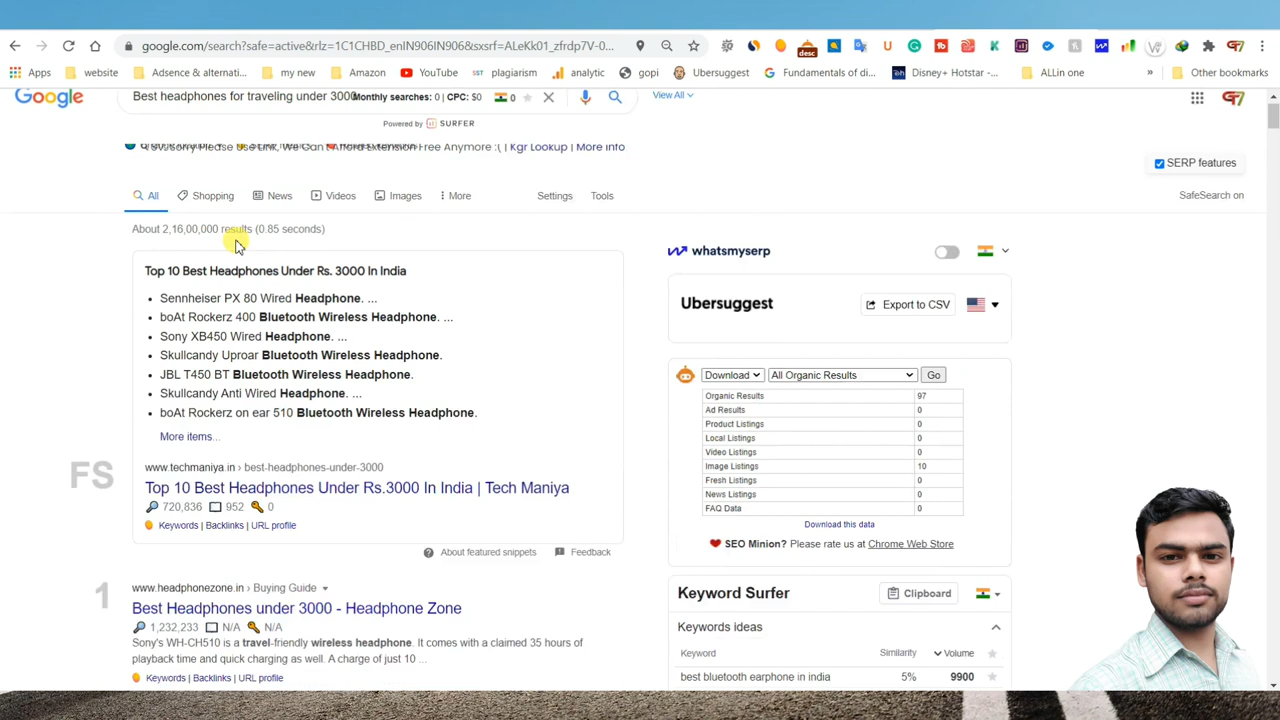 google.com/search?safe=active&rlz=1C1CHBD_enIN906IN906&sxsrf=ALeKk01_zfrdp7V-0...
desc
Apps website Adsence & alternati... my new Amazon YouTube plagiarism analytic gopi Ubersuggest Fundamentals of di... Disney+ Hotstar -... ALLin one » Other bookmarks
Google Best headphones for traveling under 3000 Monthly searches: 0 | CPC: $0 0 View All
Powered by SURFER
Sorry Please Use Link, We Can't Afford Extension Free Anymore :( | Kgr Lookup | More info
SERP features
All Shopping News Videos Images More Settings Tools SafeSearch on
About 2,16,00,000 results (0.85 seconds)
whatsmyserp
Top 10 Best Headphones Under Rs. 3000 In India
Sennheiser PX 80 Wired Headphone. ...
boAt Rockerz 400 Bluetooth Wireless Headphone. ...
Sony XB450 Wired Headphone. ...
Skullcandy Uproar Bluetooth Wireless Headphone.
JBL T450 BT Bluetooth Wireless Headphone.
Skullcandy Anti Wired Headphone. ...
boAt Rockerz on ear 510 Bluetooth Wireless Headphone.
More items...
FS
www.techmaniya.in › best-headphones-under-3000
Top 10 Best Headphones Under Rs.3000 In India | Tech Maniya
720,836 952 0
Keywords | Backlinks | URL profile
About featured snippets Feedback
1
www.headphonezone.in › Buying Guide
Best Headphones under 3000 - Headphone Zone
1,232,233 N/A N/A
Sony's WH-CH510 is a travel-friendly wireless headphone. It comes with a claimed 35 hours of
playback time and quick charging as well. A charge of just 10 ...
Keywords | Backlinks | URL profile
Ubersuggest Export to CSV
Download All Organic Results Go
Organic Results 97
Ad Results 0
Product Listings 0
Local Listings 0
Video Listings 0
Image Listings 10
Fresh Listings 0
News Listings 0
FAQ Data 0
Download this data
SEO Minion? Please rate us at Chrome Web Store
Keyword Surfer Clipboard
Keywords ideas
Keyword Similarity Volume
best bluetooth earphone in india 5% 9900